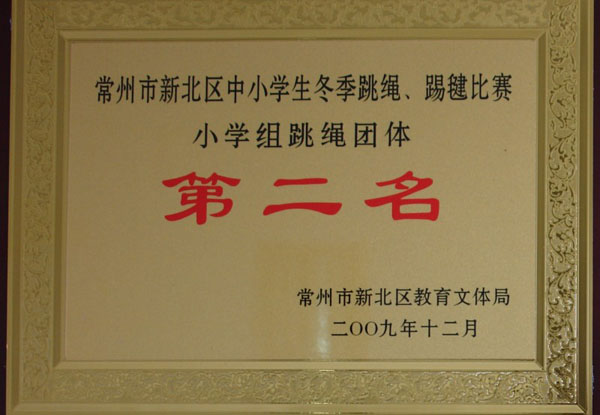 常州市新北区中小学生冬季跳绳、踢毽比赛
小学组跳绳团体
第二名
常州市新北区教育文体局
二〇〇九年十二月